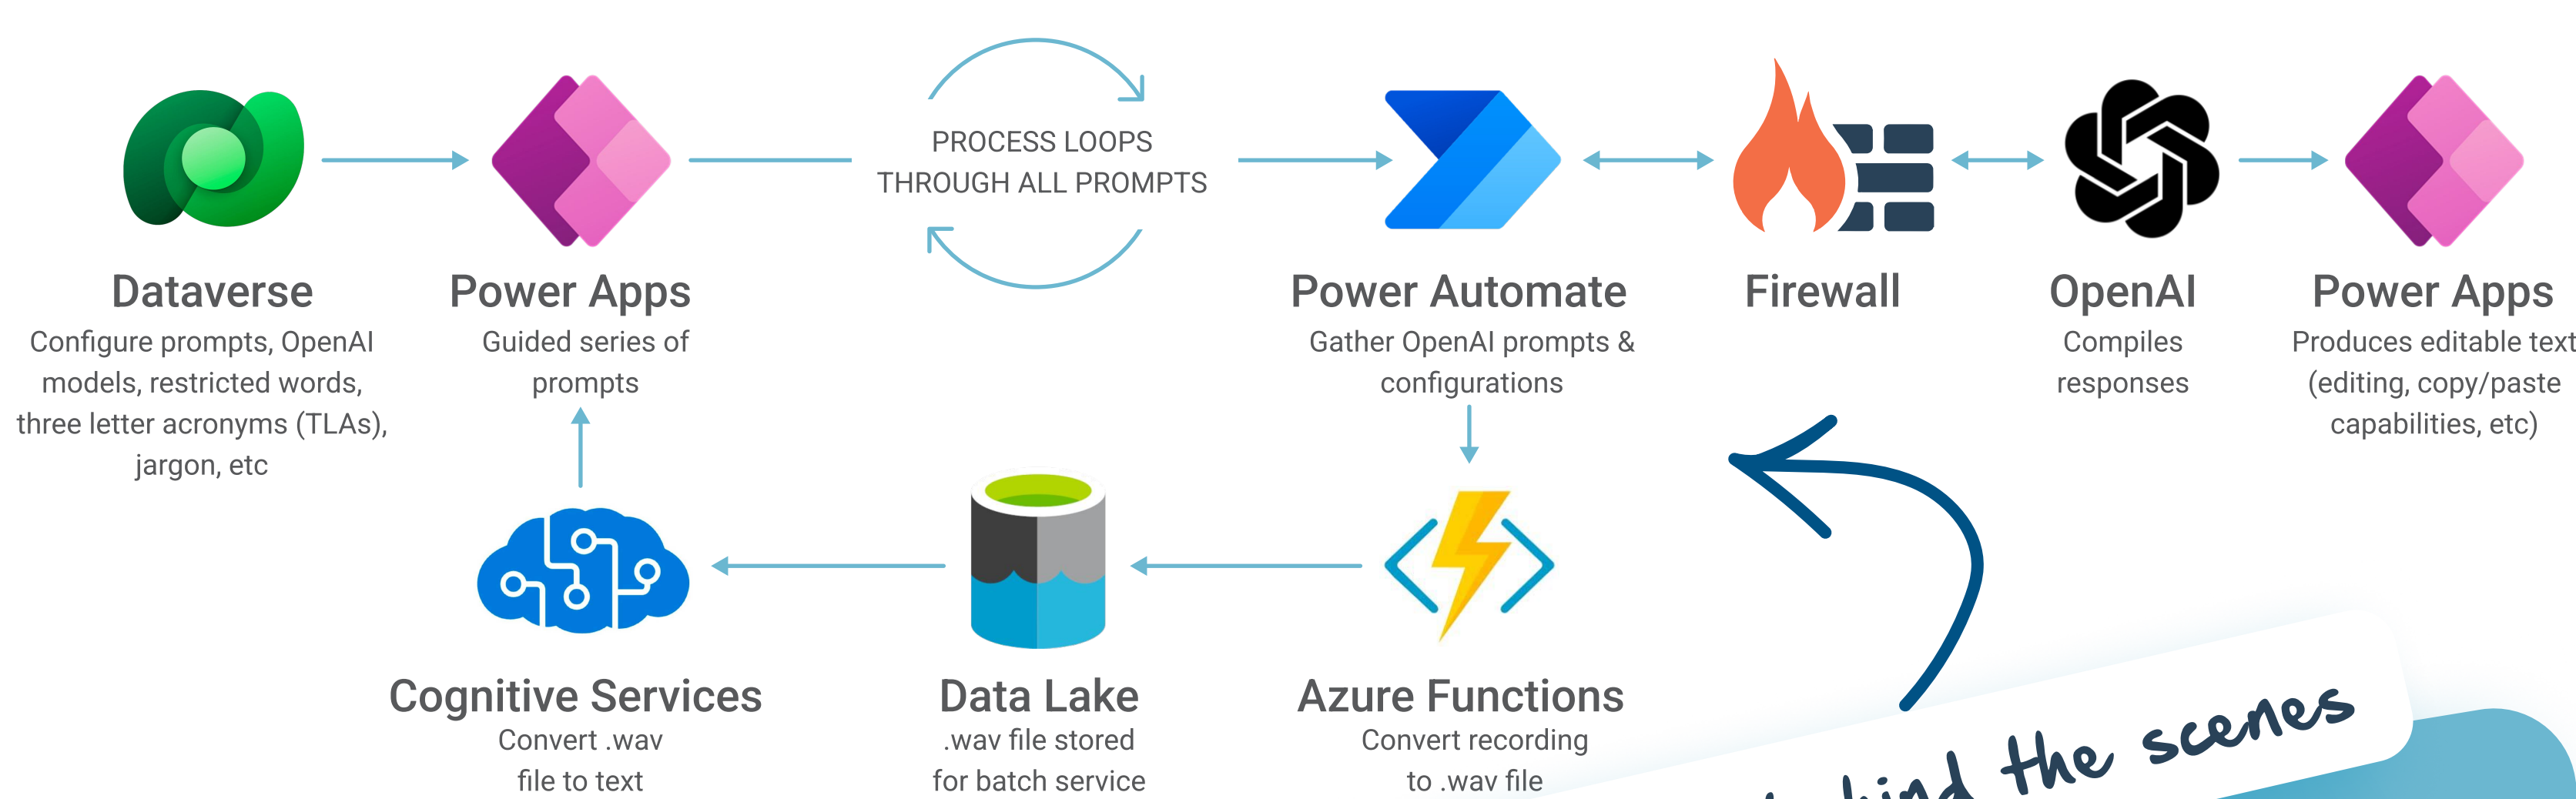 PROCESS LOOPS
THROUGH ALL PROMPTS
Dataverse
Configure prompts, OpenAI
models, restricted words,
three letter acronyms (TLAs),
jargon, etc
Power Apps
Guided series of
prompts
Power Automate
Gather OpenAI prompts &
configurations
Firewall
OpenAI
Compiles
responses
Power Apps
Produces editable text
(editing, copy/paste
capabilities, etc)
Cognitive Services
Convert .wav
file to text
Data Lake
.wav file stored
for batch service
Azure Functions
Convert recording
to .wav file
the scenes